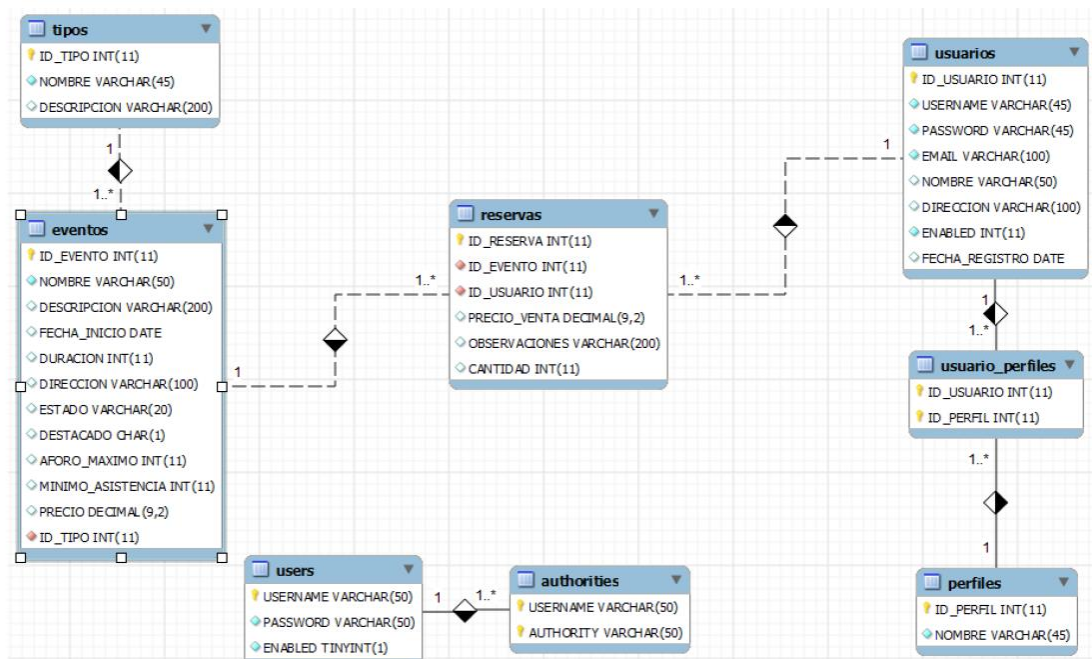 tipos
ID_TIPO INT(11)
NOMBRE VARCHAR(45)
DESCRIPCION VARCHAR(200)
1
1..*
eventos
ID_EVENTO INT(11)
NOMBRE VARCHAR(50)
DESCRIPCION VARCHAR(200)
FECHA_INICIO DATE
DURACION INT(11)
DIRECCION VARCHAR(100)
ESTADO VARCHAR(20)
DESTACADO CHAR(1)
AFORO_MAXIMO INT(11)
MINIMO_ASISTENCIA INT(11)
PRECIO DECIMAL(9,2)
ID_TIPO INT(11)
1
1..*
reservas
ID_RESERVA INT(11)
ID_EVENTO INT(11)
ID_USUARIO INT(11)
PRECIO_VENTA DECIMAL(9,2)
OBSERVACIONES VARCHAR(200)
CANTIDAD INT(11)
1..*
1
usuarios
ID_USUARIO INT(11)
USERNAME VARCHAR(45)
PASSWORD VARCHAR(45)
EMAIL VARCHAR(100)
NOMBRE VARCHAR(50)
DIRECCION VARCHAR(100)
ENABLED INT(11)
FECHA_REGISTRO DATE
1
1..*
usuario_perfiles
ID_USUARIO INT(11)
ID_PERFIL INT(11)
1..*
1
perfiles
ID_PERFIL INT(11)
NOMBRE VARCHAR(45)
users
USERNAME VARCHAR(50)
PASSWORD VARCHAR(50)
ENABLED TINYINT(1)
1
1..*
authorities
USERNAME VARCHAR(50)
AUTHORITY VARCHAR(50)